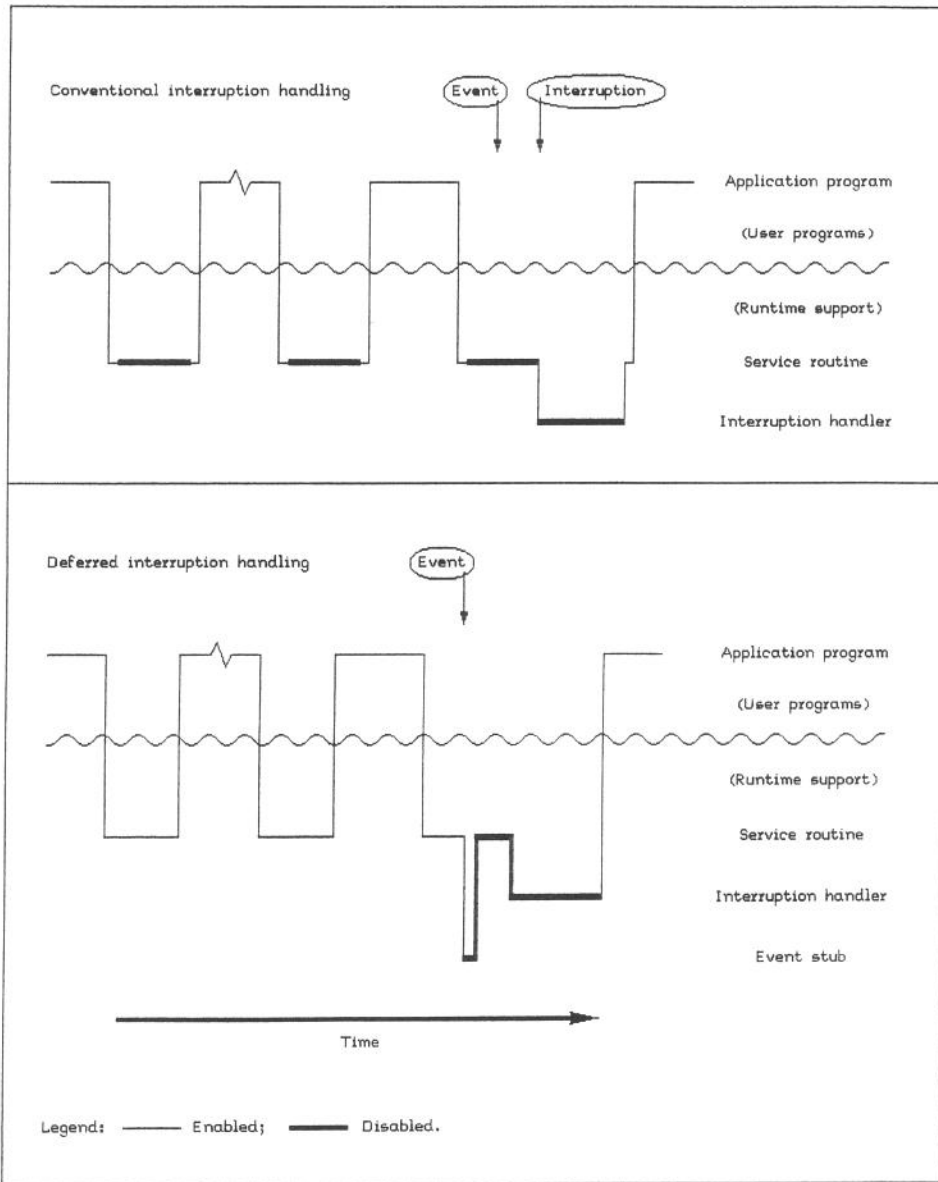 Conventional interruption handling
Event
Interruption
Application program
(User programs)
(Runtime support)
Service routine
Interruption handler
Deferred interruption handling
Event
Application program
(User programs)
(Runtime support)
Service routine
Interruption handler
Event stub
Time
Legend: Enabled; Disabled.